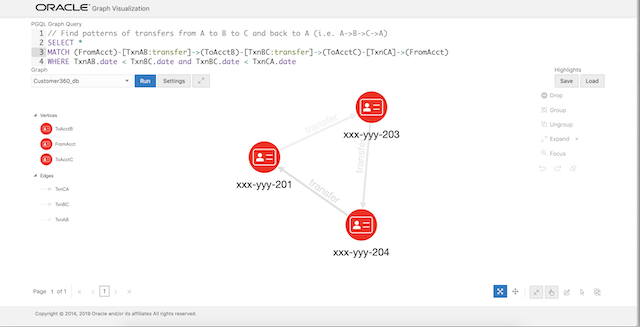 ORACLE Graph Visualization
PGQL Graph Query
1 // Find patterns of transfers from A to B to C and back to A (i.e. A->B->C->A)
2 SELECT *
3 MATCH (FromAcct)-[TxnAB:transfer]->(ToAcctB)-[TxnBC:transfer]->(ToAcctC)-[TxnCA]->(FromAcct)
4 WHERE TxnAB.date < TxnBC.date and TxnBC.date < TxnCA.date
Graph
Highlights
Customer360_db
Run
Settings
Save
Load
Drop
Group
Ungroup
Expand
Focus
Vertices
ToAcctB
FromAcct
ToAcctC
Edges
TxnCA
TxnBC
TxnAB
transfer
xxx-yyy-203
transfer
xxx-yyy-201
transfer
xxx-yyy-204
Page 1 of 1
1
Copyright © 2014, 2019 Oracle and/or its affiliates All rights reserved.